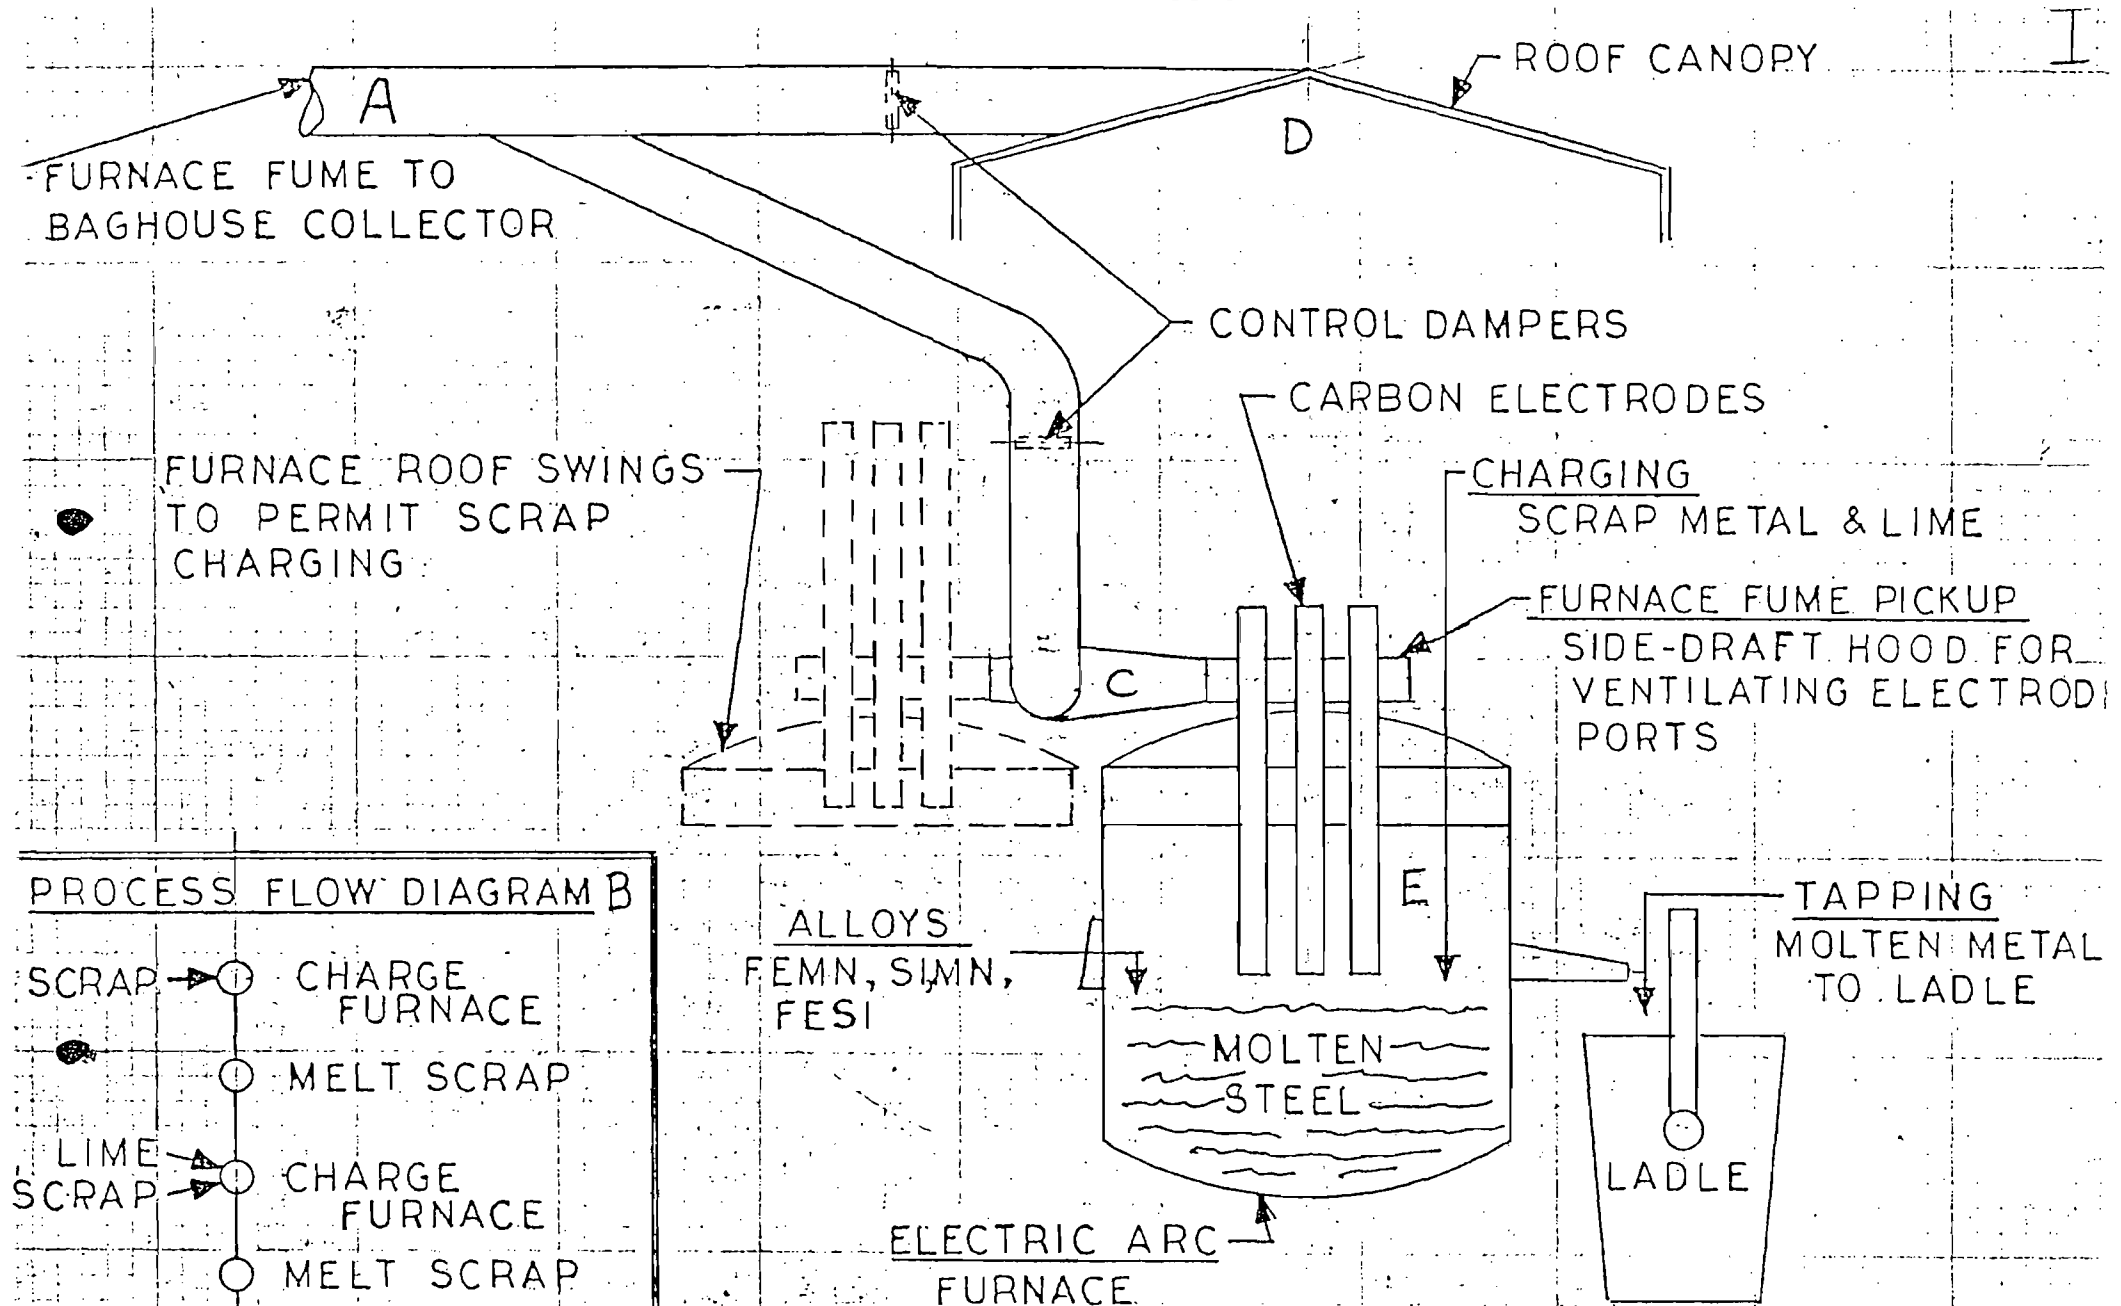 I
ROOF CANOPY
A
D
FURNACE FUME TO
BAGHOUSE COLLECTOR
CONTROL DAMPERS
CARBON ELECTRODES
FURNACE ROOF SWINGS
TO PERMIT SCRAP
CHARGING
CHARGING
SCRAP METAL & LIME
FURNACE FUME PICKUP
SIDE-DRAFT HOOD FOR
VENTILATING ELECTROD
PORTS
C
PROCESS FLOW DIAGRAM B
SCRAP
CHARGE
FURNACE
MELT SCRAP
LIME
SCRAP
CHARGE
FURNACE
MELT SCRAP
ALLOYS
FEMN, SIMN,
FESI
E
TAPPING
MOLTEN METAL
TO LADLE
MOLTEN
STEEL
LADLE
ELECTRIC ARC
FURNACE